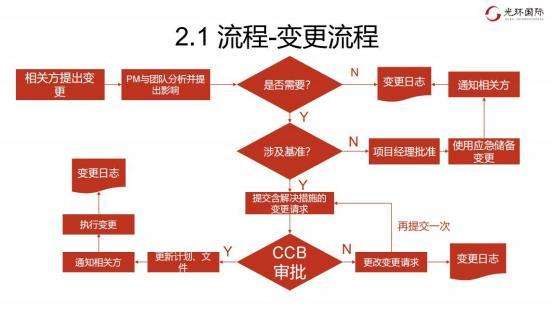 光环国际
2.1 流程-变更流程
相关方提出变
更
PM与团队分析并提
出影响
是否需要?
N
变更日志
通知相关方
Y
涉及基准?
N
项目经理批准
使用应急储备
变更
Y
变更日志
提交含解决措施的
变更请求
再提交一次
执行变更
CCB
审批
Y
N
通知相关方
更新计划、文
件
更改变更请求
变更日志